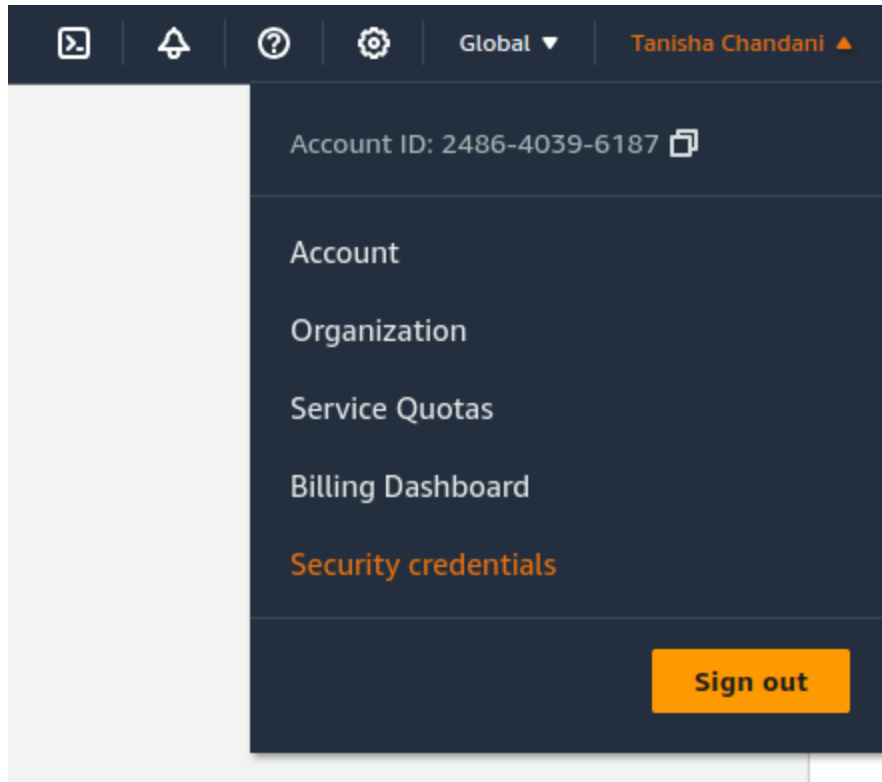 Global Tanisha Chandani
Account ID: 2486-4039-6187
Account
Organization
Service Quotas
Billing Dashboard
Security credentials
Sign out